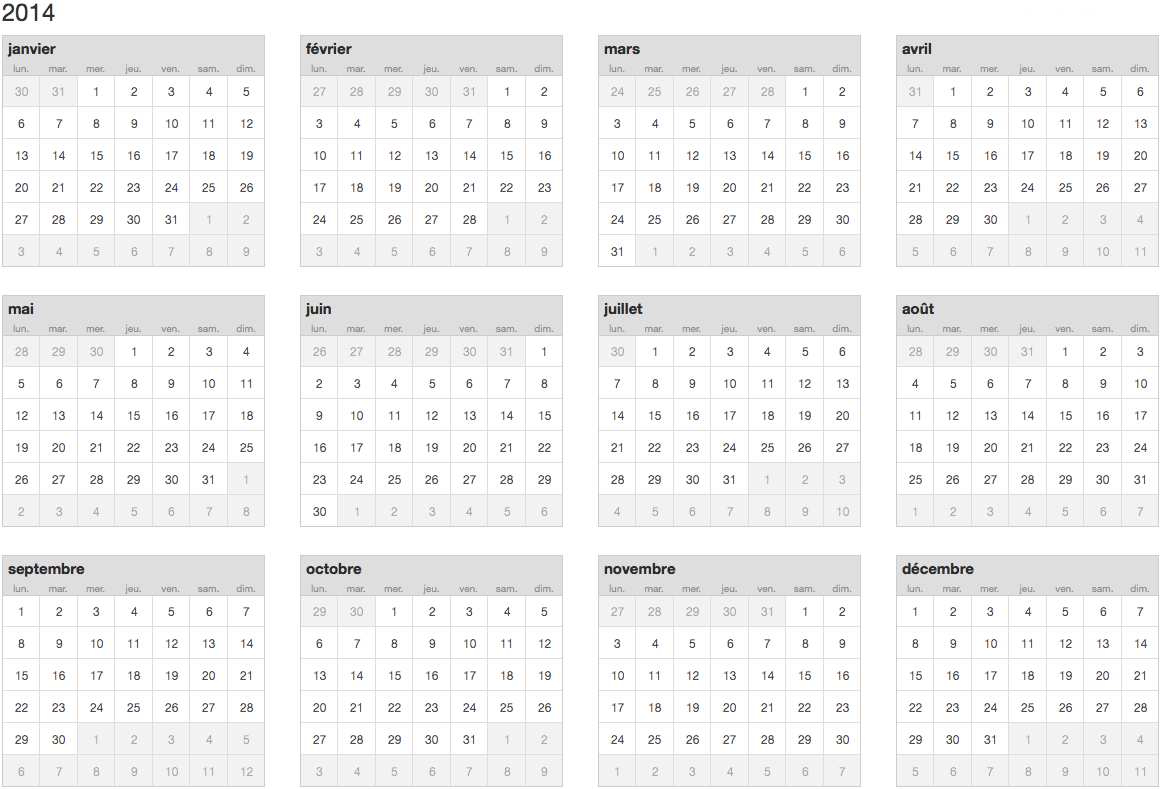 2014
janvier
lun. mar. mer. jeu. ven. sam. dim.
30 31 1 2 3 4 5
6 7 8 9 10 11 12
13 14 15 16 17 18 19
20 21 22 23 24 25 26
27 28 29 30 31 1 2
3 4 5 6 7 8 9
février
lun. mar. mer. jeu. ven. sam. dim.
27 28 29 30 31 1 2
3 4 5 6 7 8 9
10 11 12 13 14 15 16
17 18 19 20 21 22 23
24 25 26 27 28 1 2
3 4 5 6 7 8 9
mars
lun. mar. mer. jeu. ven. sam. dim.
24 25 26 27 28 1 2
3 4 5 6 7 8 9
10 11 12 13 14 15 16
17 18 19 20 21 22 23
24 25 26 27 28 29 30
31 1 2 3 4 5 6
avril
lun. mar. mer. jeu. ven. sam. dim.
31 1 2 3 4 5 6
7 8 9 10 11 12 13
14 15 16 17 18 19 20
21 22 23 24 25 26 27
28 29 30 1 2 3 4
5 6 7 8 9 10 11
mai
lun. mar. mer. jeu. ven. sam. dim.
28 29 30 1 2 3 4
5 6 7 8 9 10 11
12 13 14 15 16 17 18
19 20 21 22 23 24 25
26 27 28 29 30 31 1
2 3 4 5 6 7 8
juin
lun. mar. mer. jeu. ven. sam. dim.
26 27 28 29 30 31 1
2 3 4 5 6 7 8
9 10 11 12 13 14 15
16 17 18 19 20 21 22
23 24 25 26 27 28 29
30 1 2 3 4 5 6
juillet
lun. mar. mer. jeu. ven. sam. dim.
30 1 2 3 4 5 6
7 8 9 10 11 12 13
14 15 16 17 18 19 20
21 22 23 24 25 26 27
28 29 30 31 1 2 3
4 5 6 7 8 9 10
août
lun. mar. mer. jeu. ven. sam. dim.
28 29 30 31 1 2 3
4 5 6 7 8 9 10
11 12 13 14 15 16 17
18 19 20 21 22 23 24
25 26 27 28 29 30 31
1 2 3 4 5 6 7
septembre
lun. mar. mer. jeu. ven. sam. dim.
1 2 3 4 5 6 7
8 9 10 11 12 13 14
15 16 17 18 19 20 21
22 23 24 25 26 27 28
29 30 1 2 3 4 5
6 7 8 9 10 11 12
octobre
lun. mar. mer. jeu. ven. sam. dim.
29 30 1 2 3 4 5
6 7 8 9 10 11 12
13 14 15 16 17 18 19
20 21 22 23 24 25 26
27 28 29 30 31 1 2
3 4 5 6 7 8 9
novembre
lun. mar. mer. jeu. ven. sam. dim.
27 28 29 30 31 1 2
3 4 5 6 7 8 9
10 11 12 13 14 15 16
17 18 19 20 21 22 23
24 25 26 27 28 29 30
1 2 3 4 5 6 7
décembre
lun. mar. mer. jeu. ven. sam. dim.
1 2 3 4 5 6 7
8 9 10 11 12 13 14
15 16 17 18 19 20 21
22 23 24 25 26 27 28
29 30 31 1 2 3 4
5 6 7 8 9 10 11